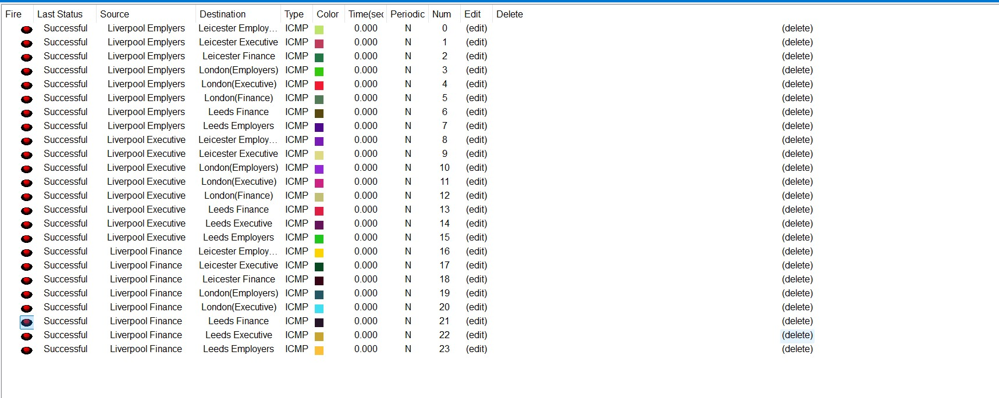 Fire Last Status Source Destination Type Color Time(sec Periodic Num Edit Delete
Successful Liverpool Emplyers Leicester Employ... ICMP 0.000 N 0 (edit) (delete)
Successful Liverpool Emplyers Leicester Executive ICMP 0.000 N 1 (edit) (delete)
Successful Liverpool Emplyers Leicester Finance ICMP 0.000 N 2 (edit) (delete)
Successful Liverpool Emplyers London(Employers) ICMP 0.000 N 3 (edit) (delete)
Successful Liverpool Emplyers London(Executive) ICMP 0.000 N 4 (edit) (delete)
Successful Liverpool Emplyers London(Finance) ICMP 0.000 N 5 (edit) (delete)
Successful Liverpool Emplyers Leeds Finance ICMP 0.000 N 6 (edit) (delete)
Successful Liverpool Emplyers Leeds Employers ICMP 0.000 N 7 (edit) (delete)
Successful Liverpool Executive Leicester Employ... ICMP 0.000 N 8 (edit) (delete)
Successful Liverpool Executive Leicester Executive ICMP 0.000 N 9 (edit) (delete)
Successful Liverpool Executive London(Employers) ICMP 0.000 N 10 (edit) (delete)
Successful Liverpool Executive London(Executive) ICMP 0.000 N 11 (edit) (delete)
Successful Liverpool Executive London(Finance) ICMP 0.000 N 12 (edit) (delete)
Successful Liverpool Executive Leeds Finance ICMP 0.000 N 13 (edit) (delete)
Successful Liverpool Executive Leeds Executive ICMP 0.000 N 14 (edit) (delete)
Successful Liverpool Executive Leeds Employers ICMP 0.000 N 15 (edit) (delete)
Successful Liverpool Finance Leicester Employ... ICMP 0.000 N 16 (edit) (delete)
Successful Liverpool Finance Leicester Executive ICMP 0.000 N 17 (edit) (delete)
Successful Liverpool Finance Leicester Finance ICMP 0.000 N 18 (edit) (delete)
Successful Liverpool Finance London(Employers) ICMP 0.000 N 19 (edit) (delete)
Successful Liverpool Finance London(Executive) ICMP 0.000 N 20 (edit) (delete)
Successful Liverpool Finance Leeds Finance ICMP 0.000 N 21 (edit) (delete)
Successful Liverpool Finance Leeds Executive ICMP 0.000 N 22 (edit) (delete)
Successful Liverpool Finance Leeds Employers ICMP 0.000 N 23 (edit) (delete)